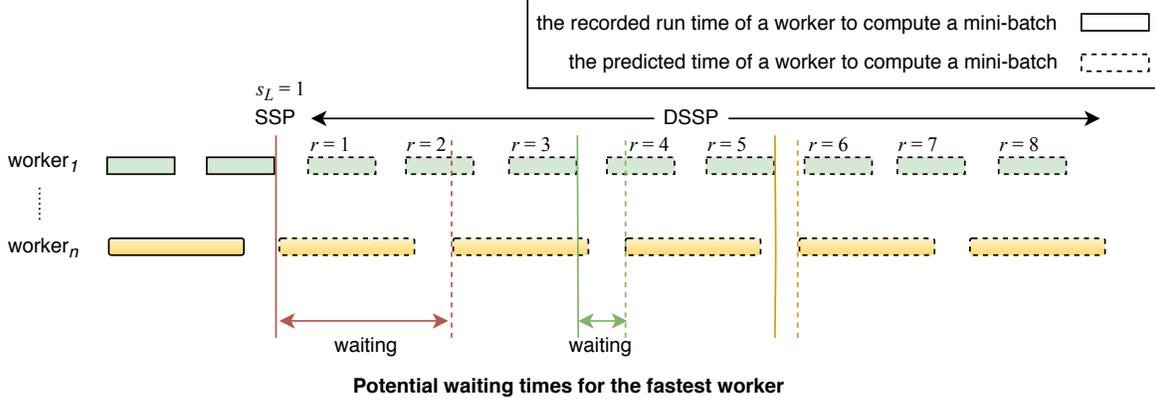 the recorded run time of a worker to compute a mini-batch
the predicted time of a worker to compute a mini-batch
s_L = 1
SSP
DSSP
r = 1 r = 2 r = 3 r = 4 r = 5 r = 6 r = 7 r = 8
worker_1
worker_n
waiting waiting
Potential waiting times for the fastest worker